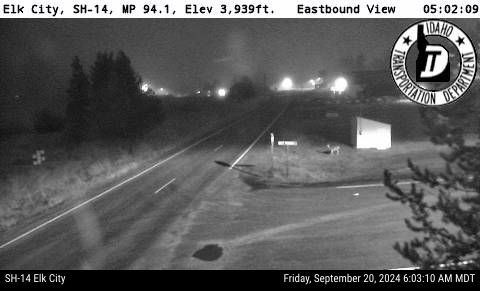 Elk City, SH-14, MP 94.1, Elev 3,939ft.   Eastbound View   05:02:09
IDAHO
TRANSPORTATION DEPARTMENT
SH-14 Elk City
Friday, September 20, 2024 6:03:10 AM MDT